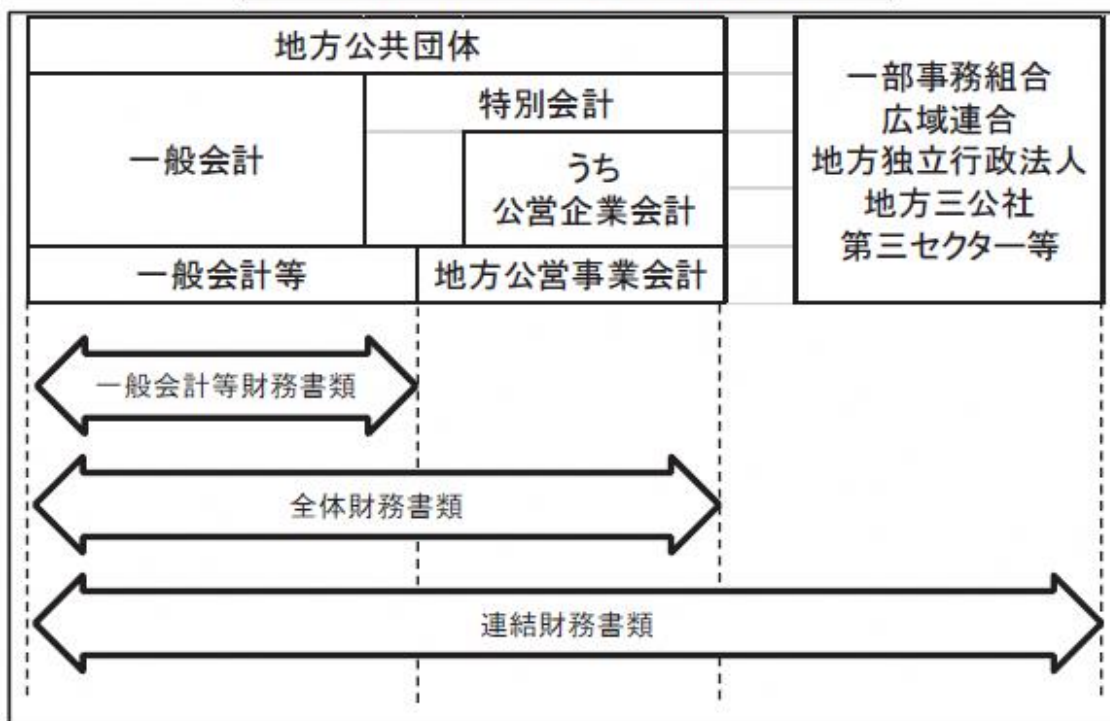 地方公共団体
一般会計
特別会計
うち
公営企業会計
一般会計等
地方公営事業会計
一部事務組合
広域連合
地方独立行政法人
地方三公社
第三セクター等
一般会計等財務書類
全体財務書類
連結財務書類